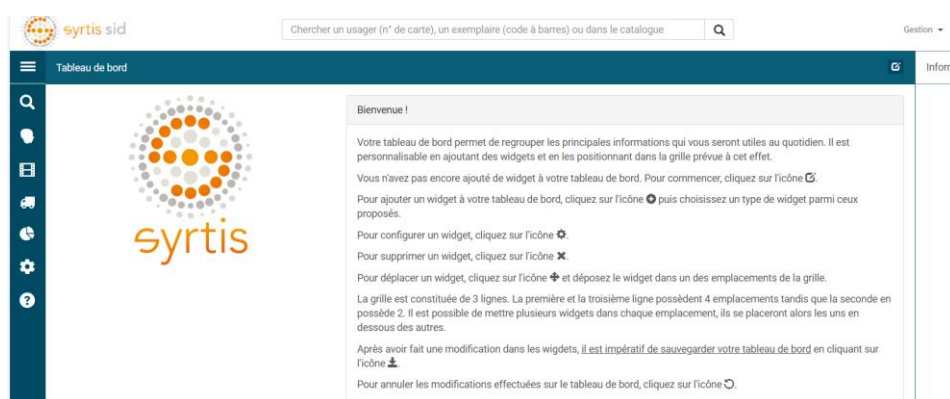 syrtis sid
Chercher un usager (n° de carte), un exemplaire (code à barres) ou dans le catalogue
Gestion
Tableau de bord
Inform
Bienvenue !
Votre tableau de bord permet de regrouper les principales informations qui vous seront utiles au quotidien. Il est
personnalisable en ajoutant des widgets et en les positionnant dans la grille prévue à cet effet.
Vous n'avez pas encore ajouté de widget à votre tableau de bord. Pour commencer, cliquez sur l'icône .
Pour ajouter un widget à votre tableau de bord, cliquez sur l'icône puis choisissez un type de widget parmi ceux
proposés.
Pour configurer un widget, cliquez sur l'icône .
Pour supprimer un widget, cliquez sur l'icône .
Pour déplacer un widget, cliquez sur l'icône et déposez le widget dans un des emplacements de la grille.
La grille est constituée de 3 lignes. La première et la troisième ligne possèdent 4 emplacements tandis que la seconde en
possède 2. Il est possible de mettre plusieurs widgets dans chaque emplacement, ils se placeront alors les uns en
dessous des autres.
Après avoir fait une modification dans les wigdets, il est impératif de sauvegarder votre tableau de bord en cliquant sur
l'icône .
Pour annuler les modifications effectuées sur le tableau de bord, cliquez sur l'icône .
syrtis